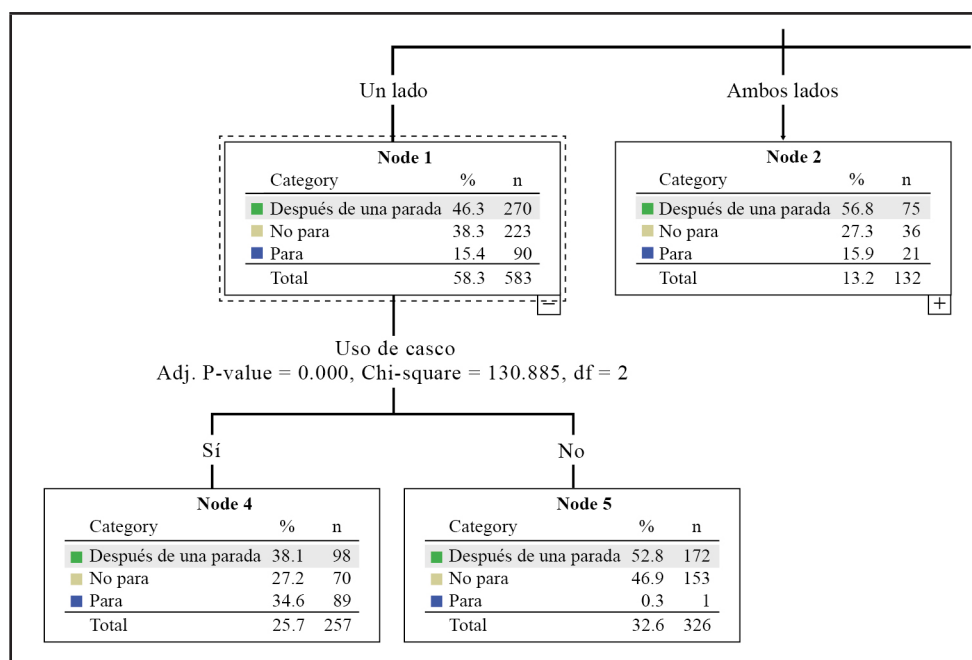 Un lado
Ambos lados
Node 1
Category % n
Después de una parada 46.3 270
No para 38.3 223
Para 15.4 90
Total 58.3 583
Node 2
Category % n
Después de una parada 56.8 75
No para 27.3 36
Para 15.9 21
Total 13.2 132
Uso de casco
Adj. P-value = 0.000, Chi-square = 130.885, df = 2
Sí
No
Node 4
Category % n
Después de una parada 38.1 98
No para 27.2 70
Para 34.6 89
Total 25.7 257
Node 5
Category % n
Después de una parada 52.8 172
No para 46.9 153
Para 0.3 1
Total 32.6 326